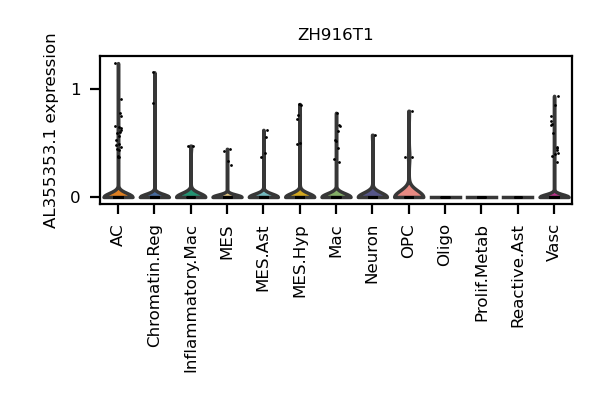 ZH916T1
AL355353.1 expression
1
0
AC
Chromatin.Reg
Inflammatory.Mac
MES
MES.Ast
MES.Hyp
Mac
Neuron
OPC
Oligo
Prolif.Metab
Reactive.Ast
Vasc